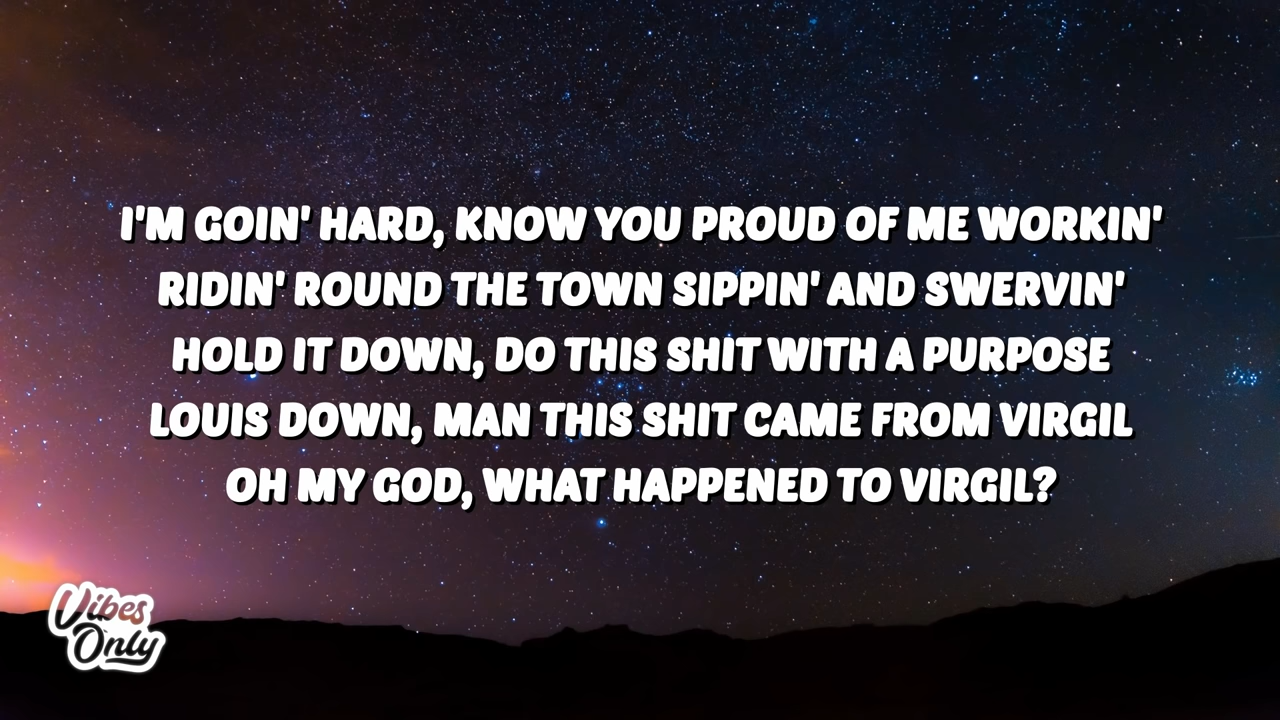 I'M GOIN' HARD, KNOW YOU PROUD OF ME WORKIN'
RIDIN' ROUND THE TOWN SIPPIN' AND SWERVIN'
HOLD IT DOWN, DO THIS SHIT WITH A PURPOSE
LOUIS DOWN, MAN THIS SHIT CAME FROM VIRGIL
OH MY GOD, WHAT HAPPENED TO VIRGIL?
Vibes
Only